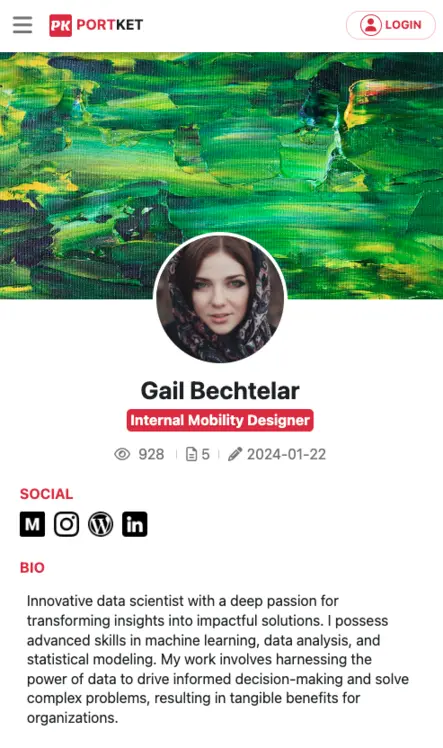 PK PORTKET
LOGIN
Gail Bechtelar
Internal Mobility Designer
928 5 2024-01-22
SOCIAL
M in
BIO
Innovative data scientist with a deep passion for
transforming insights into impactful solutions. I possess
advanced skills in machine learning, data analysis, and
statistical modeling. My work involves harnessing the
power of data to drive informed decision-making and solve
complex problems, resulting in tangible benefits for
organizations.